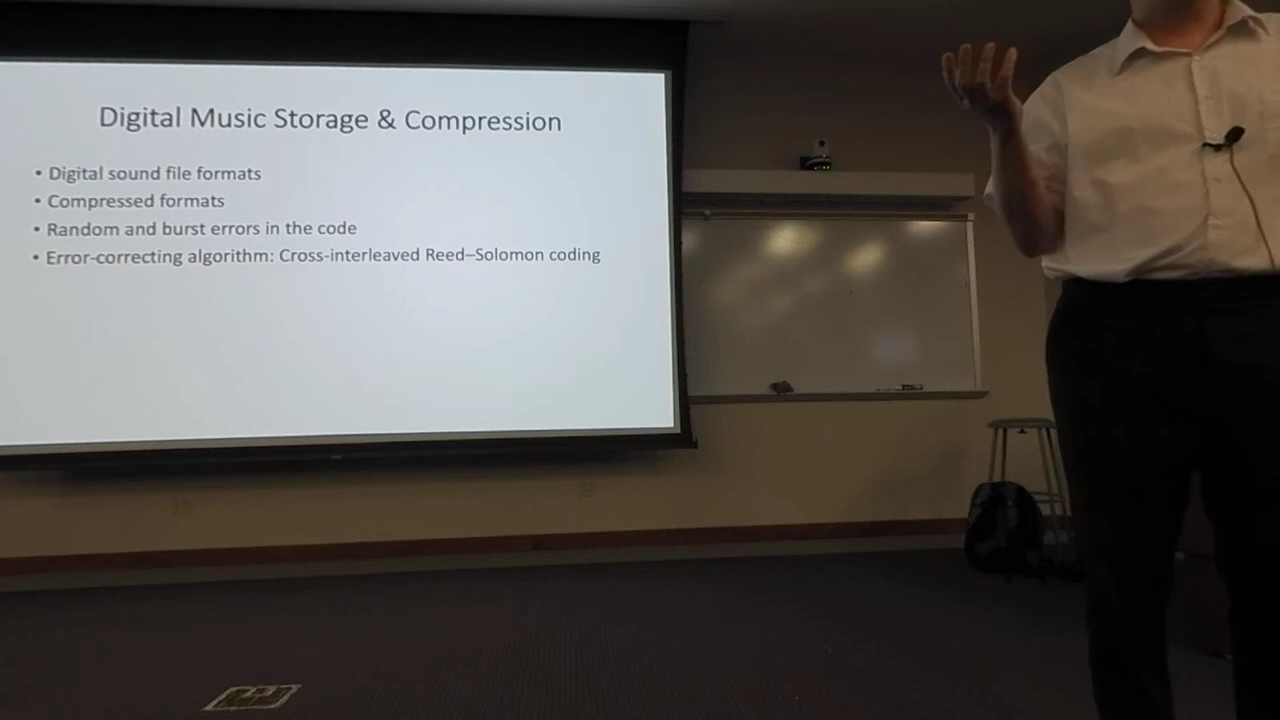 Digital Music Storage & Compression
• Digital sound file formats
• Compressed formats
• Random and burst errors in the code
• Error-correcting algorithm: Cross-interleaved Reed–Solomon coding